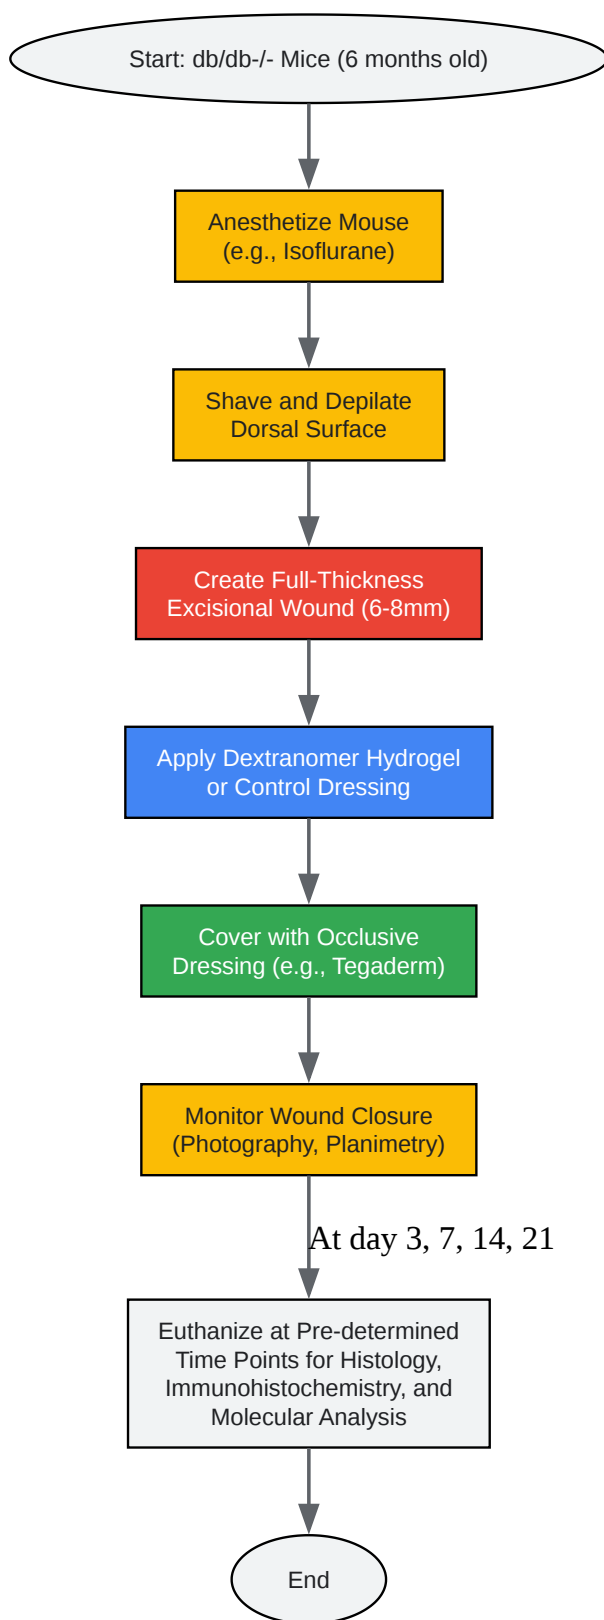 Start: db/db-/- Mice (6 months old)
Anesthetize Mouse
(e.g., Isoflurane)
Shave and Depilate
Dorsal Surface
Create Full-Thickness
Excisional Wound (6-8mm)
Apply Dextranomer Hydrogel
or Control Dressing
Cover with Occlusive
Dressing (e.g., Tegaderm)
Monitor Wound Closure
(Photography, Planimetry)
At day 3, 7, 14, 21
Euthanize at Pre-determined
Time Points for Histology,
Immunohistochemistry, and
Molecular Analysis
End